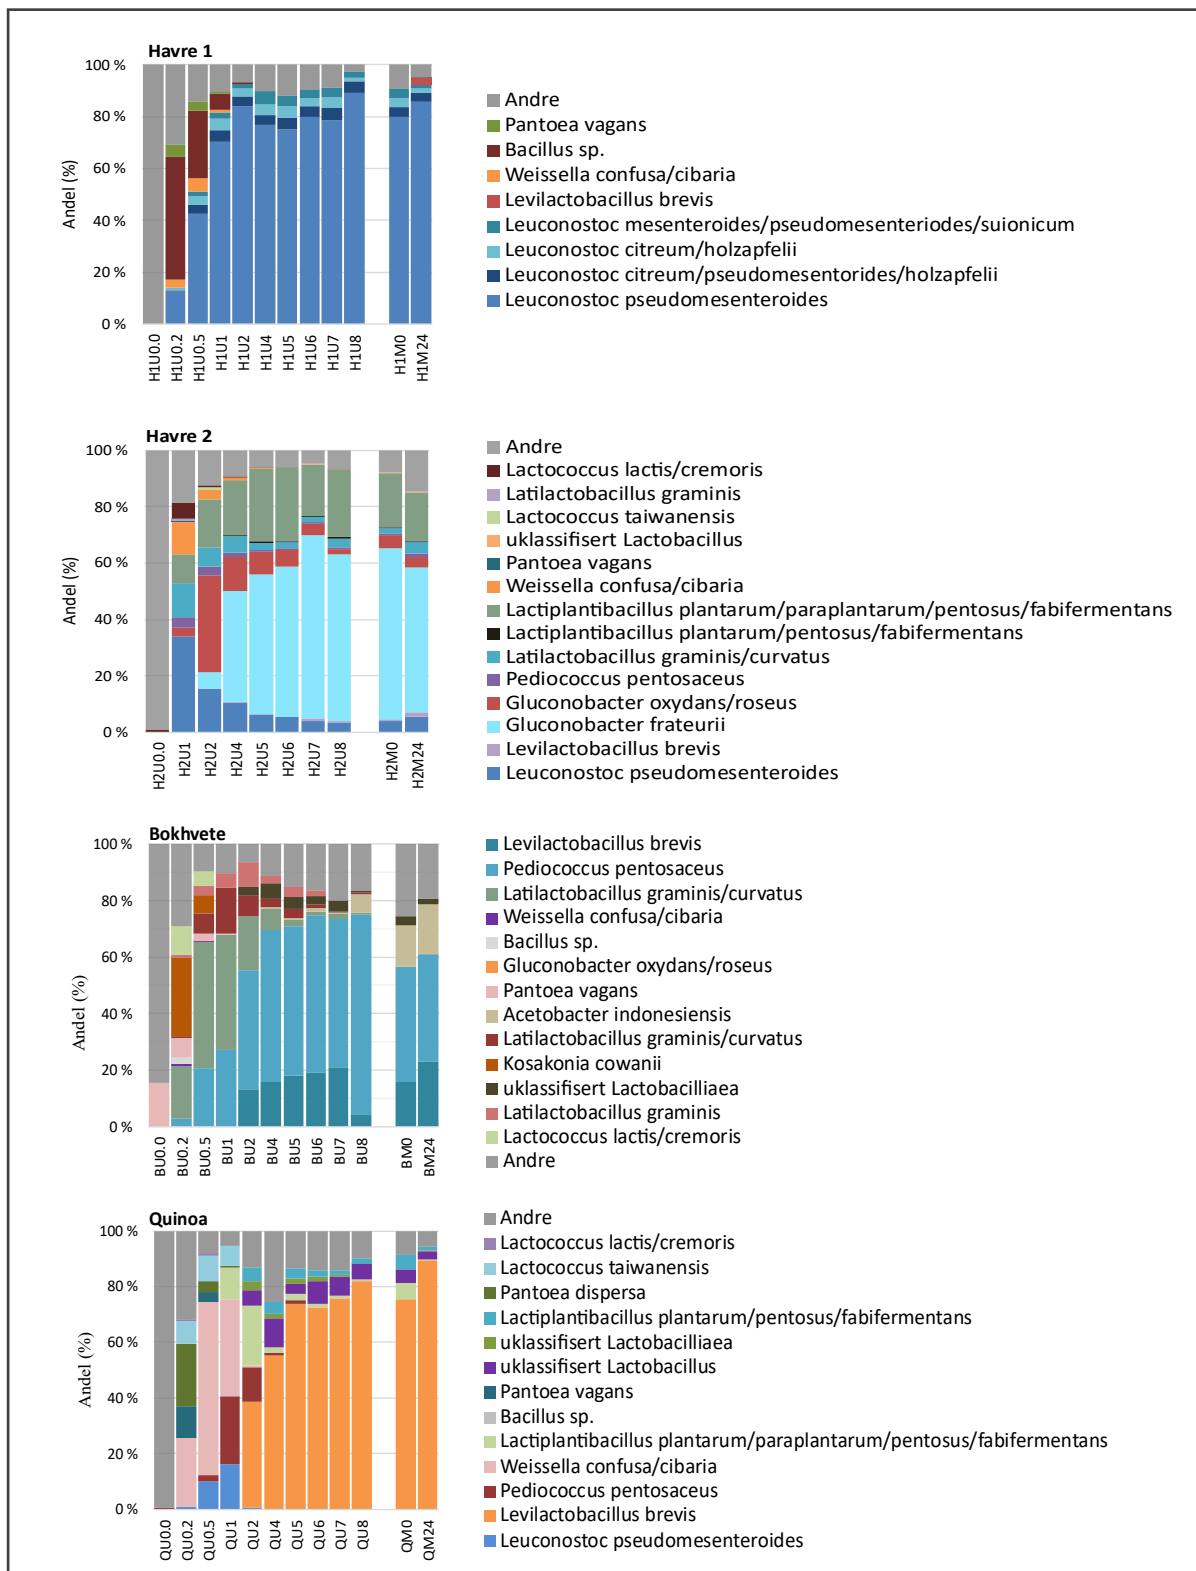 Havre 1
100 %
80 %
60 %
40 %
20 %
0 %
Andel (%)
H1U0.0
H1U0.2
H1U0.5
H1U1
H1U2
H1U4
H1U5
H1U6
H1U7
H1U8
H1M0
H1M24
Andre
Pantoea vagans
Bacillus sp.
Weissella confusa/cibaria
Levilactobacillus brevis
Leuconostoc mesenteroides/pseudomesenteriodes/suionicum
Leuconostoc citreum/holzapfelii
Leuconostoc citreum/pseudomesentorides/holzapfelii
Leuconostoc pseudomesenteroides
Havre 2
100 %
80 %
60 %
40 %
20 %
0 %
Andel (%)
H2U0.0
H2U1
H2U2
H2U4
H2U5
H2U6
H2U7
H2U8
H2M0
H2M24
Andre
Lactococcus lactis/cremoris
Latilactobacillus graminis
Lactococcus taiwanensis
uklassifisert Lactobacillus
Pantoea vagans
Weissella confusa/cibaria
Lactiplantibacillus plantarum/paraplantarum/pentosus/fabifermentans
Lactiplantibacillus plantarum/pentosus/fabifermentans
Latilactobacillus graminis/curvatus
Pediococcus pentosaceus
Gluconobacter oxydans/roseus
Gluconobacter frateurii
Levilactobacillus brevis
Leuconostoc pseudomesenteroides
Bokhvete
100 %
80 %
60 %
40 %
20 %
0 %
Andel (%)
BU0.0
BU0.2
BU0.5
BU1
BU2
BU4
BU5
BU6
BU7
BU8
BM0
BM24
Levilactobacillus brevis
Pediococcus pentosaceus
Latilactobacillus graminis/curvatus
Weissella confusa/cibaria
Bacillus sp.
Gluconobacter oxydans/roseus
Pantoea vagans
Acetobacter indonesiensis
Latilactobacillus graminis/curvatus
Kosakonia cowanii
uklassifisert Lactobacilliaea
Latilactobacillus graminis
Lactococcus lactis/cremoris
Andre
Quinoa
100 %
80 %
60 %
40 %
20 %
0 %
Andel (%)
QU0.0
QU0.2
QU0.5
QU1
QU2
QU4
QU5
QU6
QU7
QU8
QM0
QM24
Andre
Lactococcus lactis/cremoris
Lactococcus taiwanensis
Pantoea dispersa
Lactiplantibacillus plantarum/pentosus/fabifermentans
uklassifisert Lactobacilliaea
uklassifisert Lactobacillus
Pantoea vagans
Bacillus sp.
Lactiplantibacillus plantarum/paraplantarum/pentosus/fabifermentans
Weissella confusa/cibaria
Pediococcus pentosaceus
Levilactobacillus brevis
Leuconostoc pseudomesenteroides